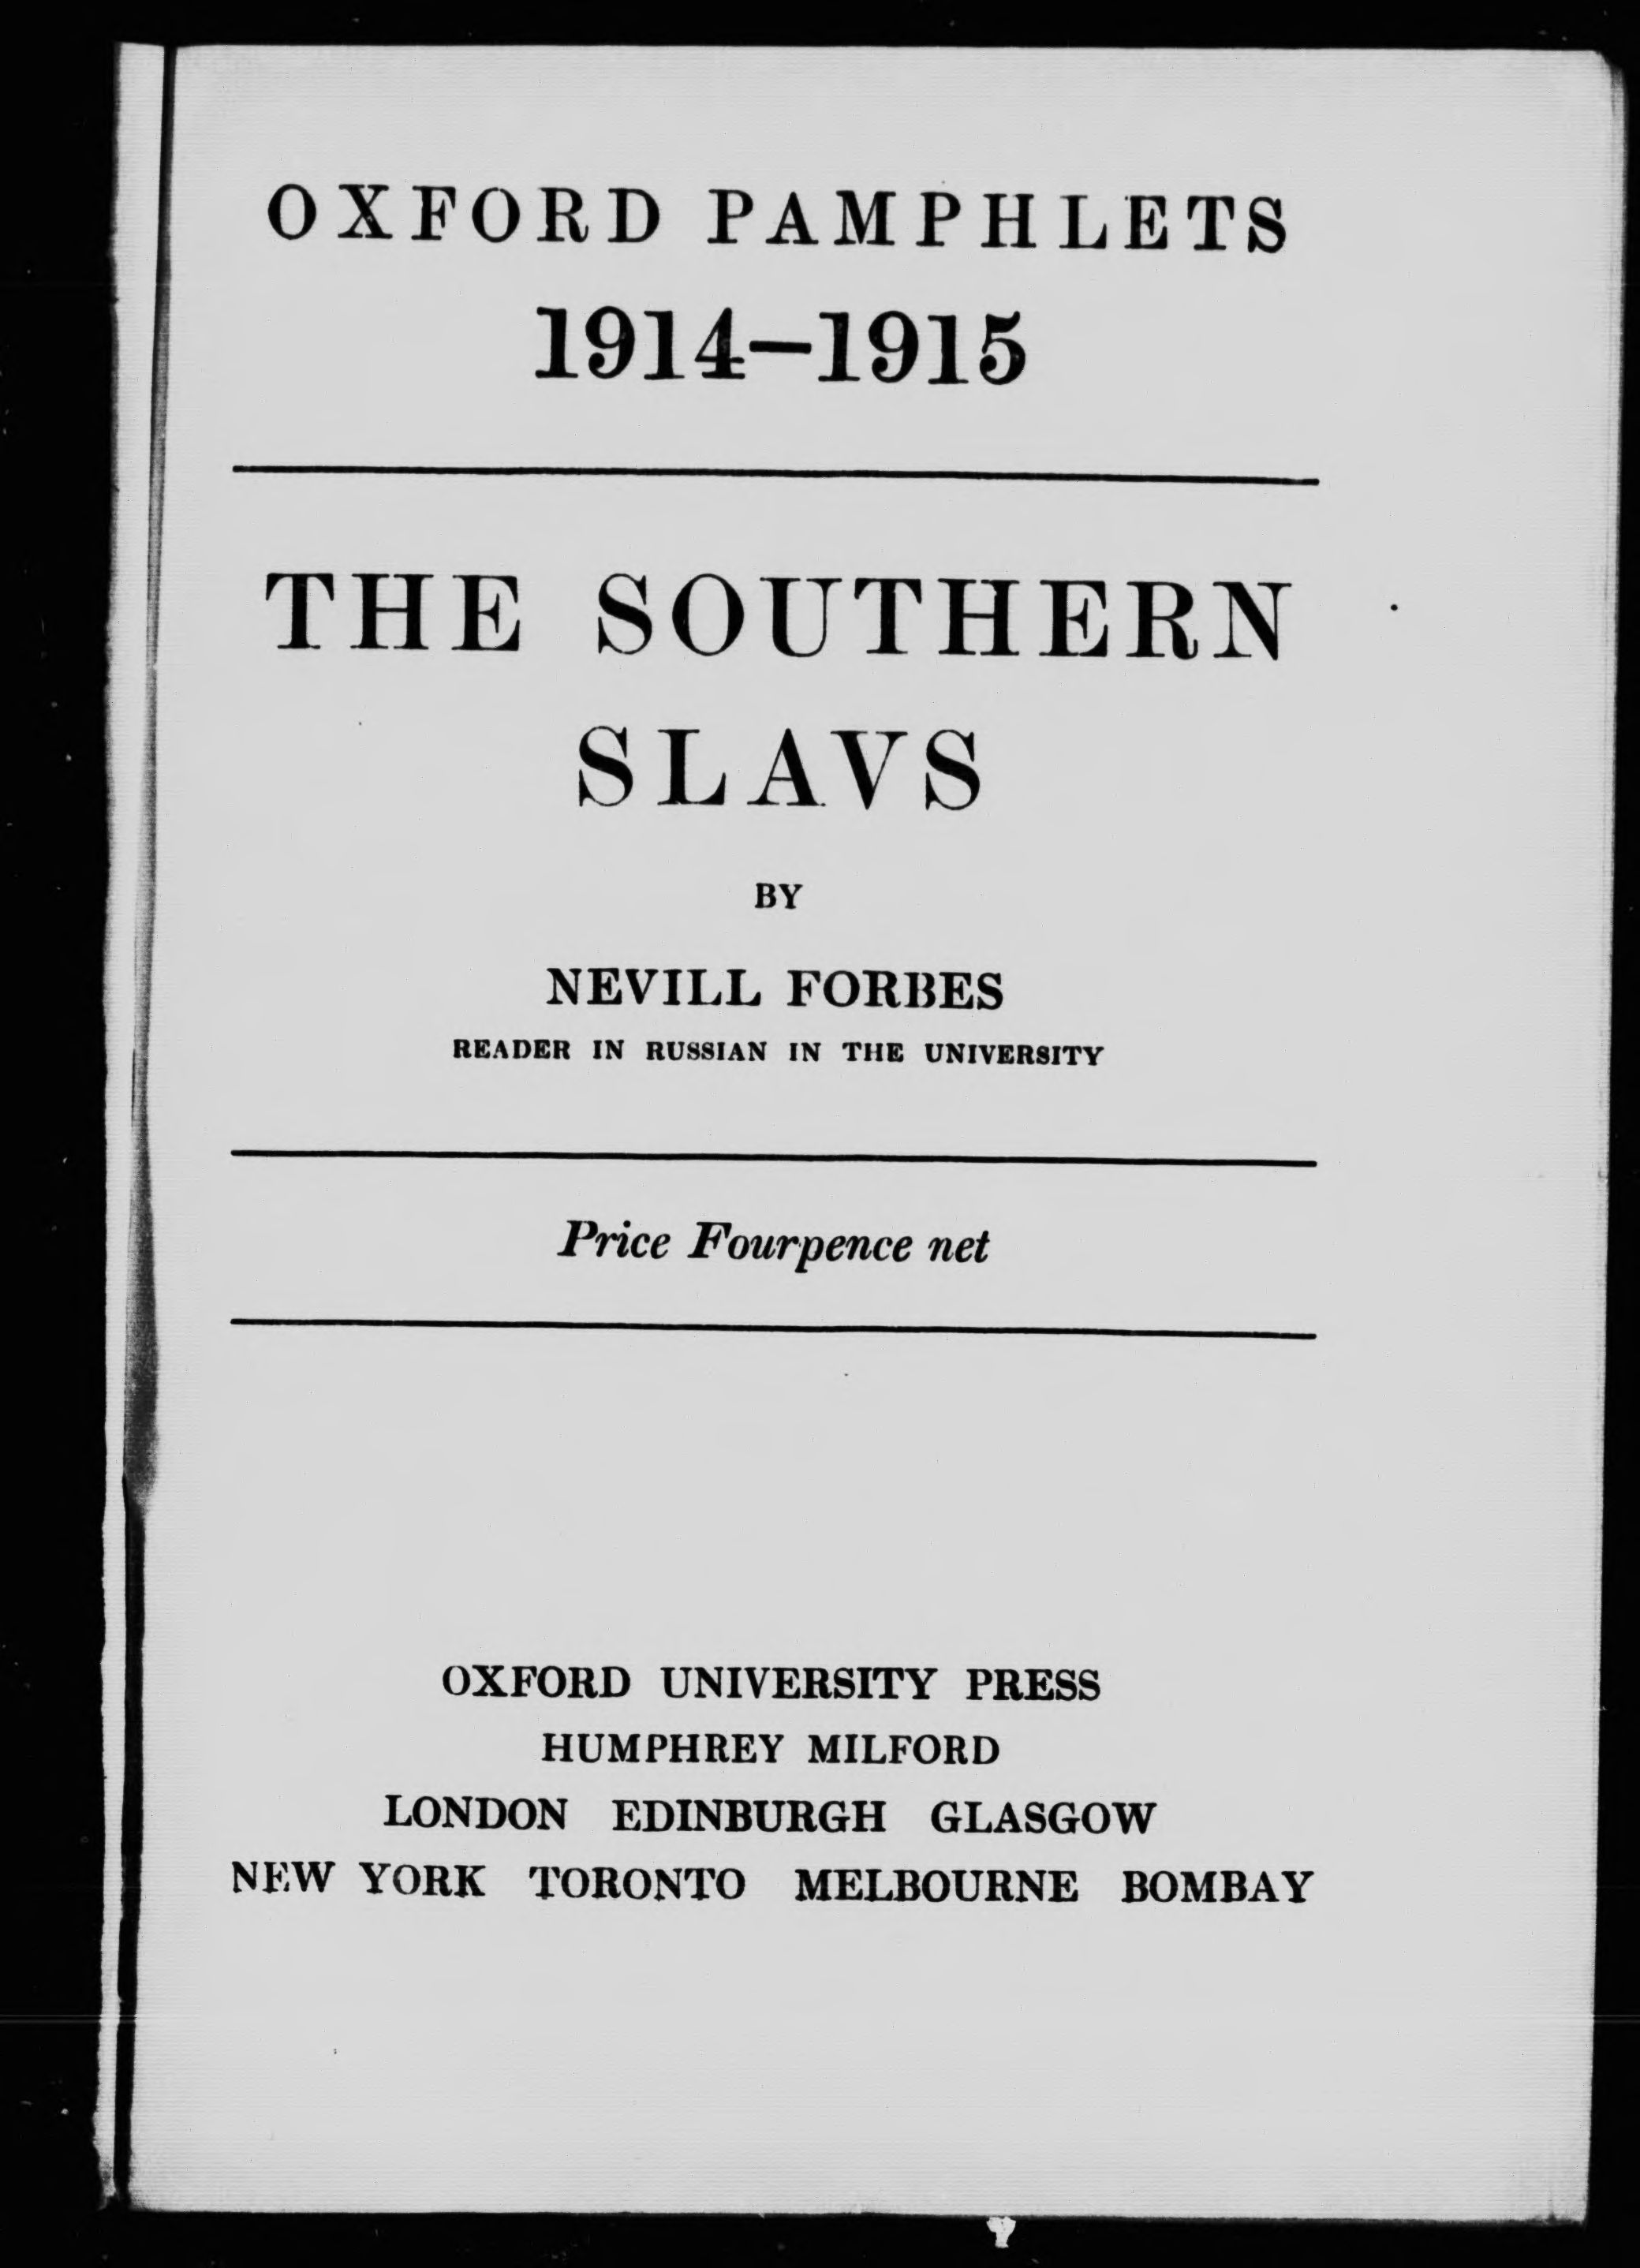 OXFORD PAMPHLETS
1914–1915
THE SOUTHERN
SLAVS
BY
NEVILL FORBES
READER IN RUSSIAN IN THE UNIVERSITY
Price Fourpence net
OXFORD UNIVERSITY PRESS
HUMPHREY MILFORD
LONDON EDINBURGH GLASGOW
NEW YORK TORONTO MELBOURNE BOMBAY